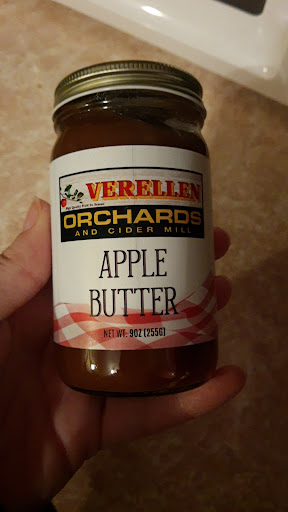 VERELLEN
ORCHARDS
AND CIDER MILL
APPLE
BUTTER
NET WT. 9OZ (255G)